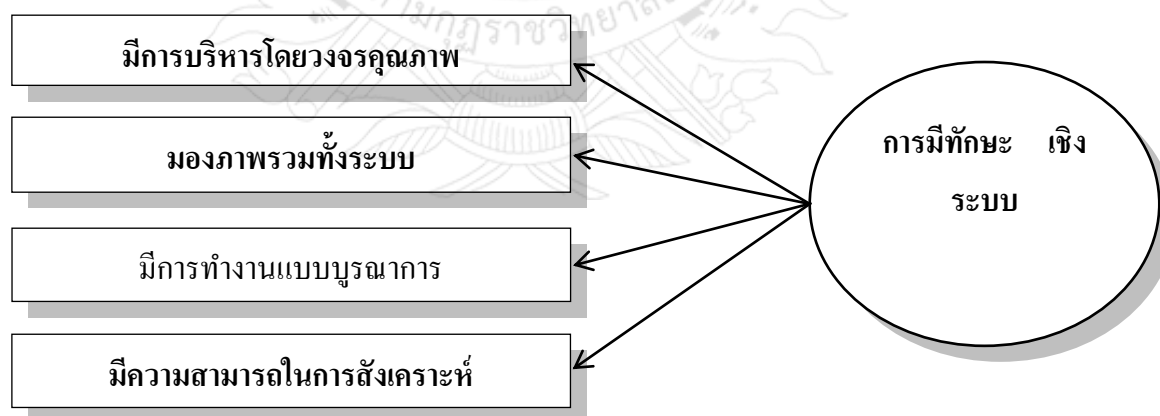 มีการบริหารโดยวงจรคุณภาพ
มองภาพรวมทั้งระบบ
มีการทำงานแบบบูรณาการ
มีความสามารถในการสังเคราะห์
การมีทักษะ เชิง
ระบบ